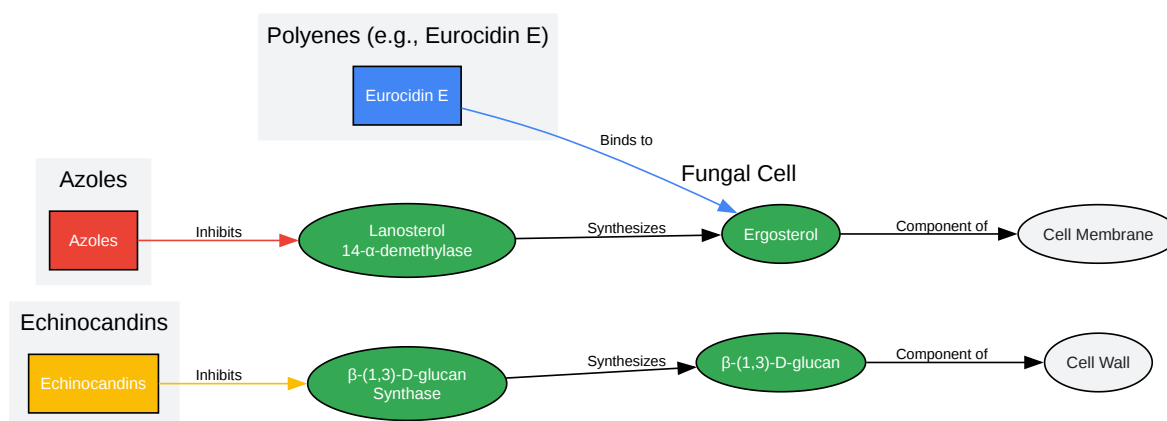 Polyenes (e.g., Eurocidin E)
Eurocidin E
Binds to
Fungal Cell
Azoles
Azoles
Inhibits
Lanosterol
14-α-demethylase
Synthesizes
Ergosterol
Component of
Cell Membrane
Echinocandins
Echinocandins
Inhibits
β-(1,3)-D-glucan
Synthase
Synthesizes
β-(1,3)-D-glucan
Component of
Cell Wall